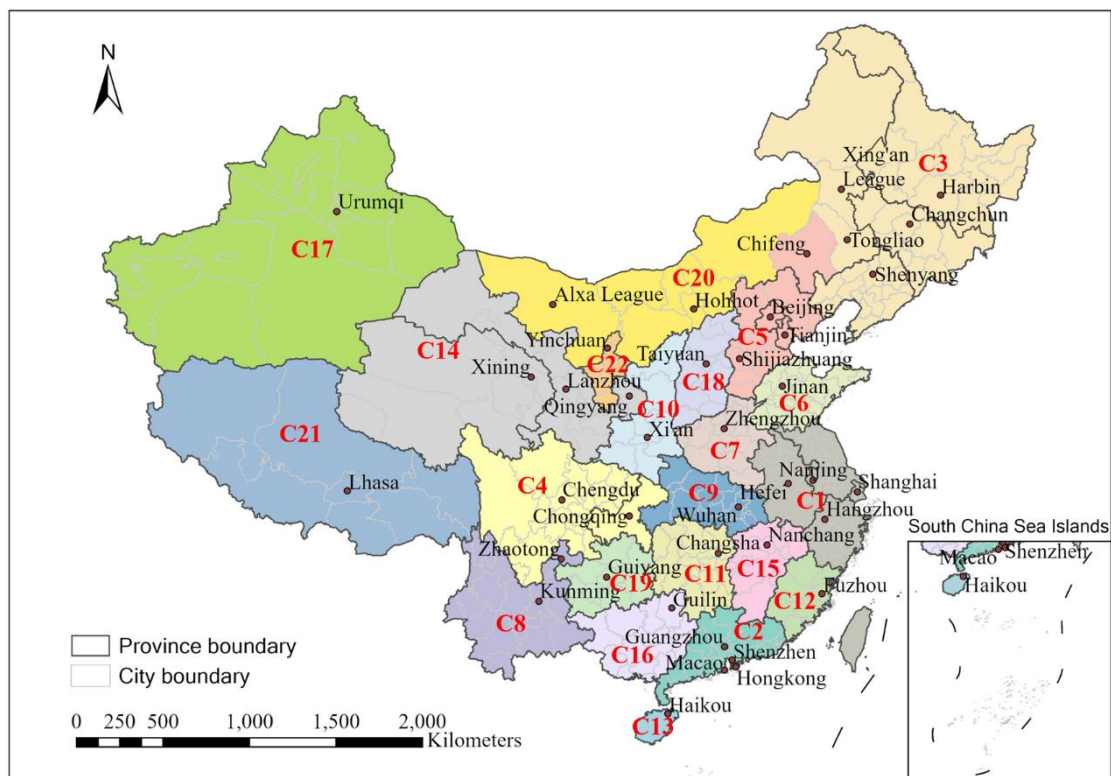 N
Xing'an
League
C3
Harbin
Urumqi
Changchun
C17
Chifeng
Tongliao
C20
Shenyang
Alxa League
Hohhot
Beijing
C5
Tianjin
Yinchuan
C14
C22
Taiyuan
Shijiazhuang
Xining
C18
Lanzhou
Jinan
Qingyang
C10
C6
Zhengzhou
Xi'an
C7
C21
Nanjing
C4
Shanghai
Lhasa
Chengdu
C9
Hefei
C1
Chongqing
Wuhan
Hangzhou
South China Sea Islands
Zhaotong
Changsha
Nanchang
Shenzhen
Macao
Guiyang
C11
C15
C19
Haikou
Kunming
Fuzhou
C12
C8
Guilin
Guangzhou
C2
Province boundary
C16
Shenzhen
Macao
Hongkong
City boundary
Haikou
C13
0 250 500 1,000 1,500 2,000
Kilometers